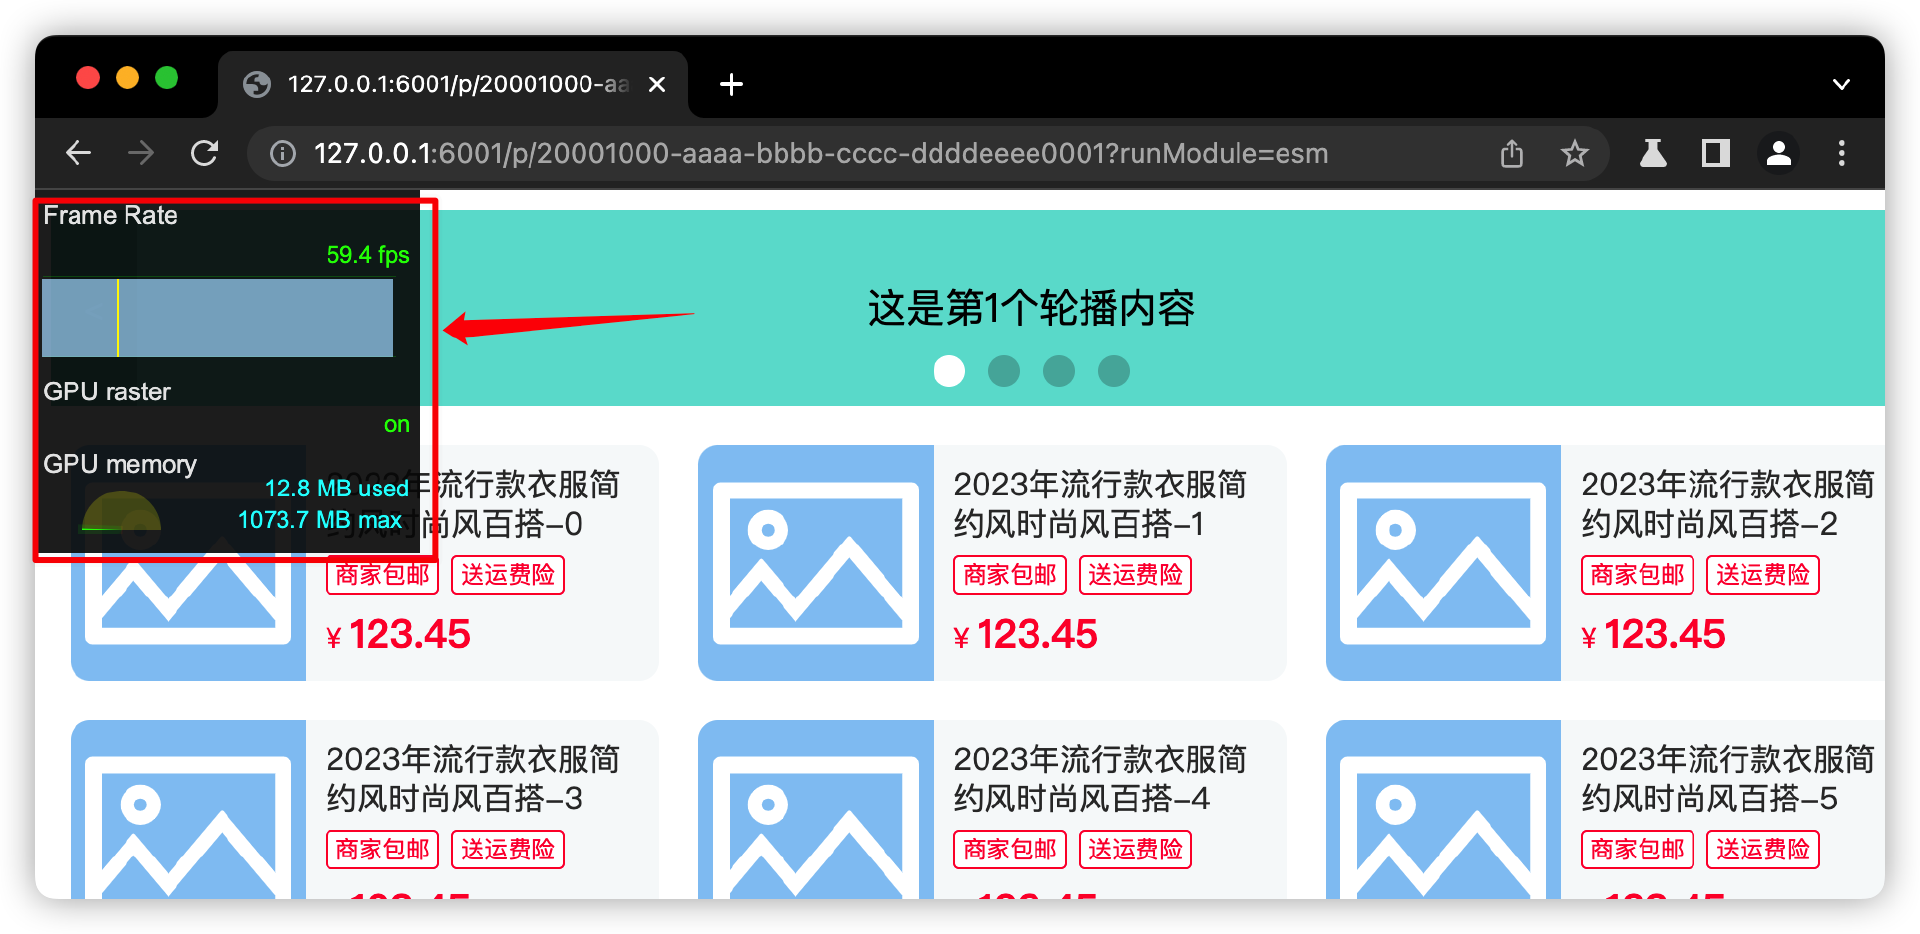 127.0.0.1:6001/p/20001000-aa
127.0.0.1:6001/p/20001000-aaaa-bbbb-cccc-ddddeeee0001?runModule=esm
Frame Rate
59.4 fps
GPU raster
on
GPU memory
12.8 MB used
1073.7 MB max
这是第1个轮播内容
2023年流行款衣服简
约风时尚风百搭-0
商家包邮 送运费险
¥ 123.45
2023年流行款衣服简
约风时尚风百搭-1
商家包邮 送运费险
¥ 123.45
2023年流行款衣服简
约风时尚风百搭-2
商家包邮 送运费险
¥ 123.45
2023年流行款衣服简
约风时尚风百搭-3
商家包邮 送运费险
2023年流行款衣服简
约风时尚风百搭-4
商家包邮 送运费险
2023年流行款衣服简
约风时尚风百搭-5
商家包邮 送运费险